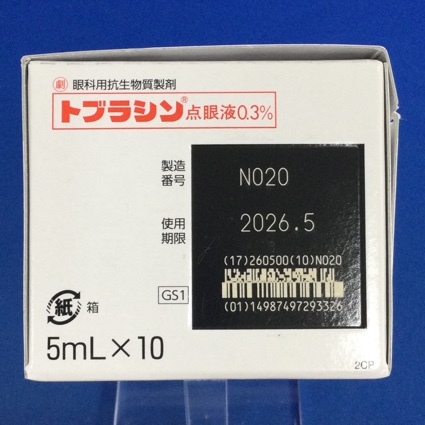 劇 眼科用抗生物質製剤
トブラシン®点眼液0.3%
製造番号 N020
使用期限 2026.5
(17)260500(10)N020
GS1
(01)14987497293326
紙 箱
5mL×10
2CP